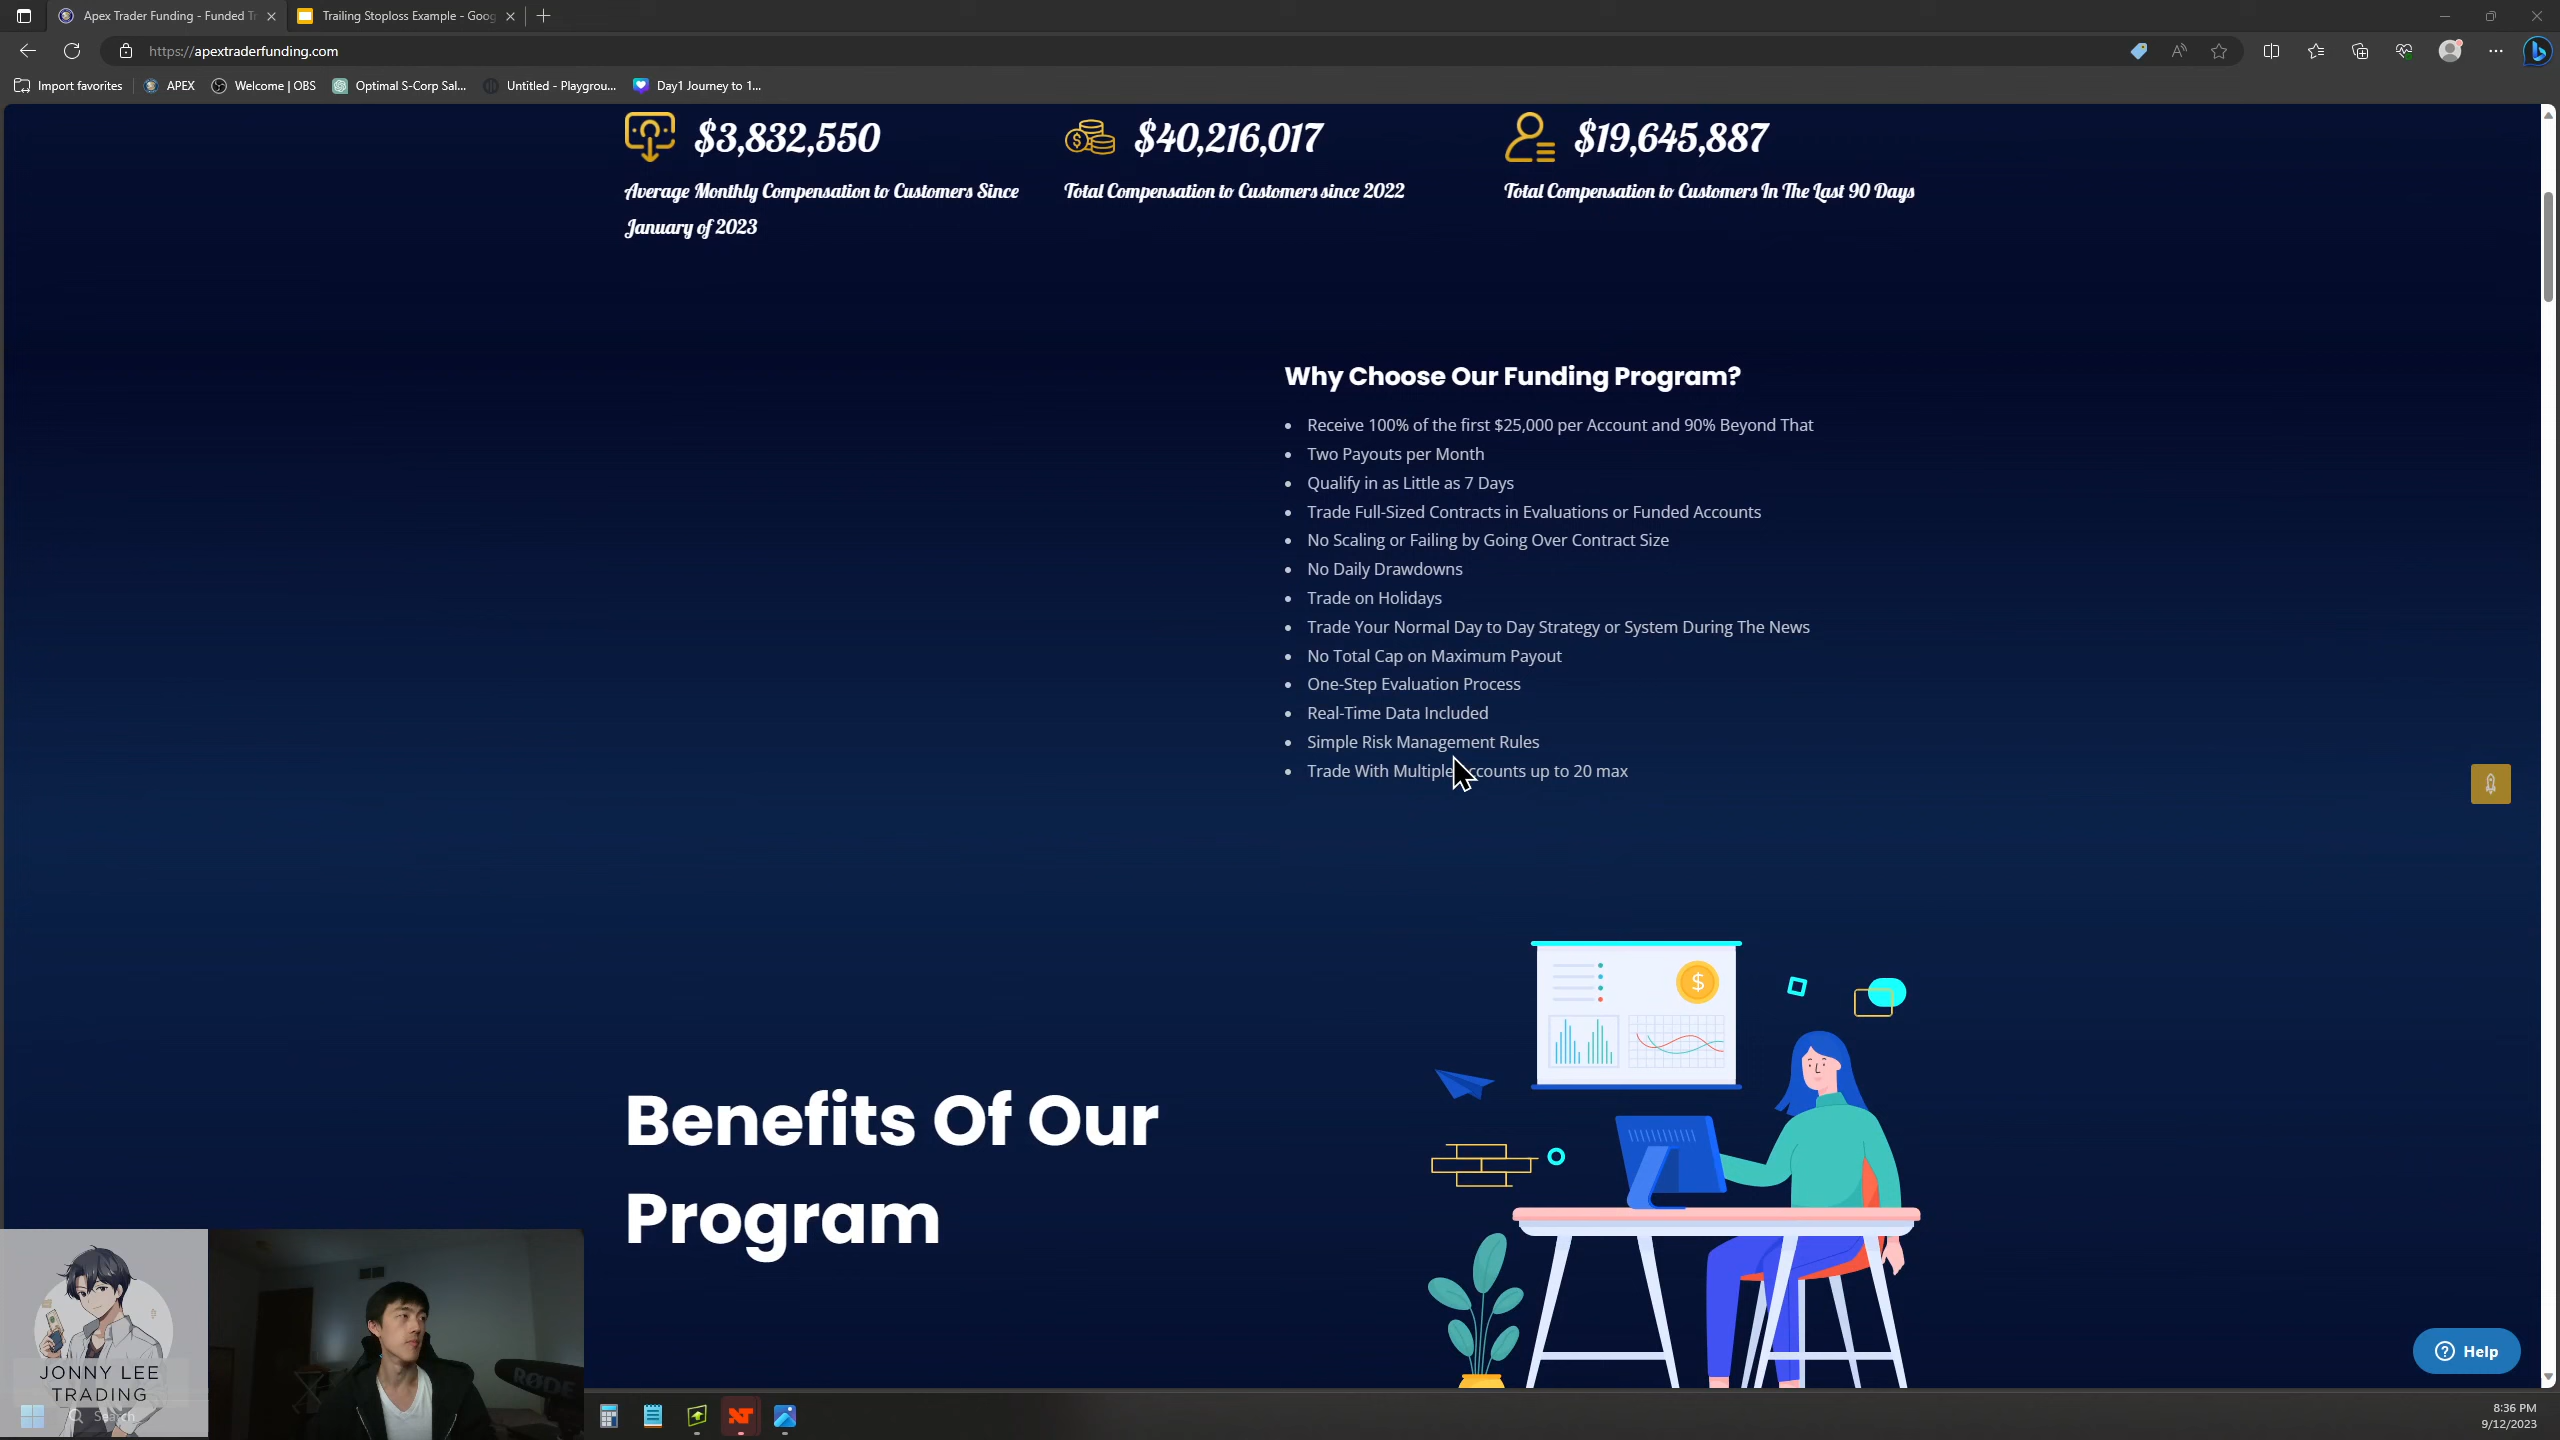 Apex Trader Funding - Funded Tr
Trailing Stoploss Example - Goog
https://apextraderfunding.com
Import favorites
APEX
Welcome | OBS
Optimal S-Corp Sal...
Untitled - Playgrou...
Day1 Journey to 1...
$3,832,550
Average Monthly Compensation to Customers Since
January of 2023
$40,216,017
Total Compensation to Customers since 2022
$19,645,887
Total Compensation to Customers In The Last 90 Days
Why Choose Our Funding Program?
Receive 100% of the first $25,000 per Account and 90% Beyond That
Two Payouts per Month
Qualify in as Little as 7 Days
Trade Full-Sized Contracts in Evaluations or Funded Accounts
No Scaling or Failing by Going Over Contract Size
No Daily Drawdowns
Trade on Holidays
Trade Your Normal Day to Day Strategy or System During The News
No Total Cap on Maximum Payout
One-Step Evaluation Process
Real-Time Data Included
Simple Risk Management Rules
Trade With Multiple Accounts up to 20 max
Benefits Of Our
Program
Help
JONNY LEE
TRADING
Search
RØDE
8:36 PM
9/12/2023